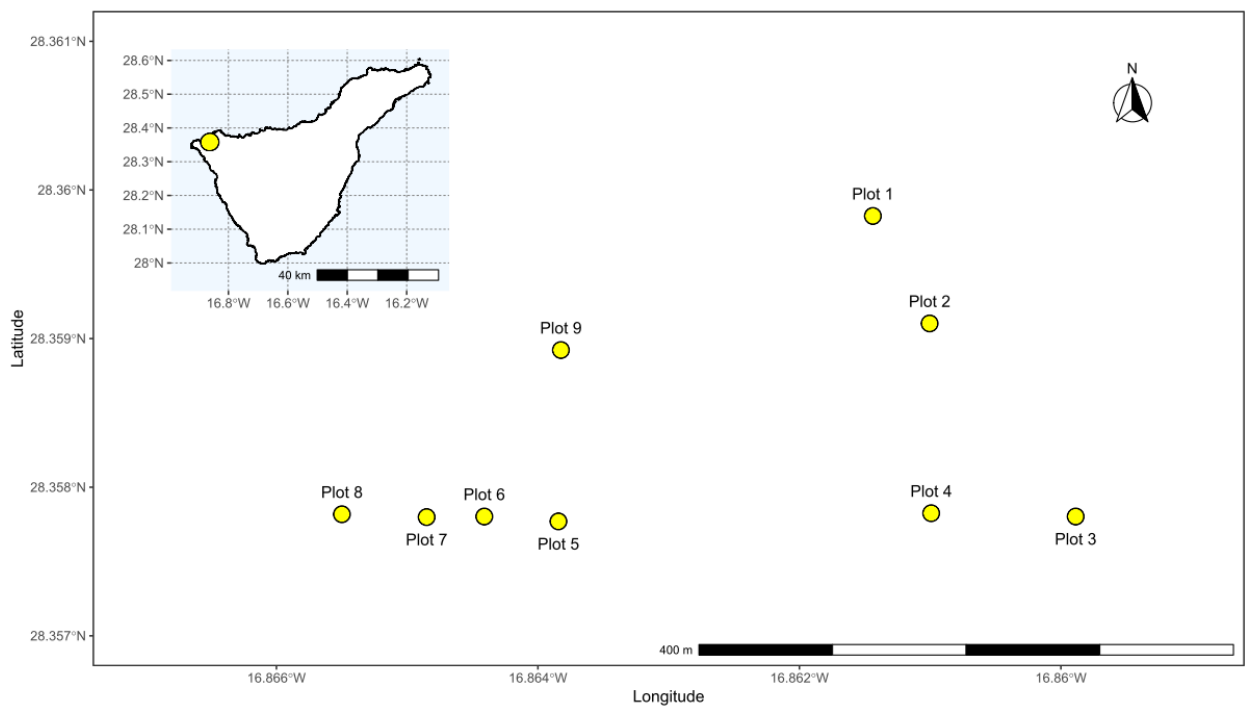 28.361°N
28.6°N
28.5°N
28.4°N
28.3°N
28.2°N
28.1°N
28°N
40 km
16.8°W 16.6°W 16.4°W 16.2°W
N
28.36°N
Plot 1
Plot 2
Plot 9
28.359°N
Latitude
28.358°N
Plot 8
Plot 6
Plot 4
Plot 7
Plot 5
Plot 3
28.357°N
400 m
16.866°W 16.864°W 16.862°W 16.86°W
Longitude